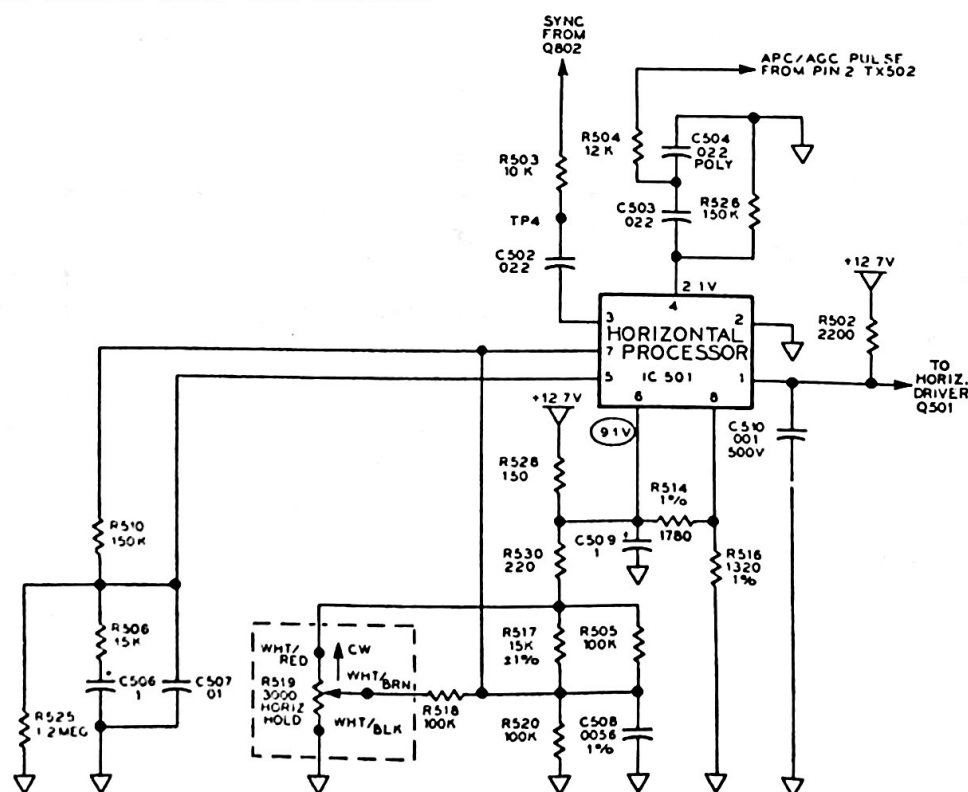 SYNC
FROM
Q802
APC/AGC PULSE
FROM PIN 2 TX502
R504
12K
C504
022
POLY
R503
10K
R526
150K
TP4
C503
022
C502
022
2 1V
+12 7V
4
3
2
HORIZONTAL
PROCESSOR
7
5
IC 501
1
6
8
R502
2200
TO
HORIZ.
DRIVER
Q501
+12 7V
91V
C510
001
500V
R528
150
R514
1%
1780
R510
150K
R530
220
C509
+
1
R516
1320
1%
R506
15K
WHT/
RED
CW
R517
15K
±1%
R505
100K
C506
1
C507
01
R519
3000
HORIZ
HOLD
WHT/BRN
R518
100K
R525
1.2MEG
WHT/BLK
R520
100K
C508
0056
1%